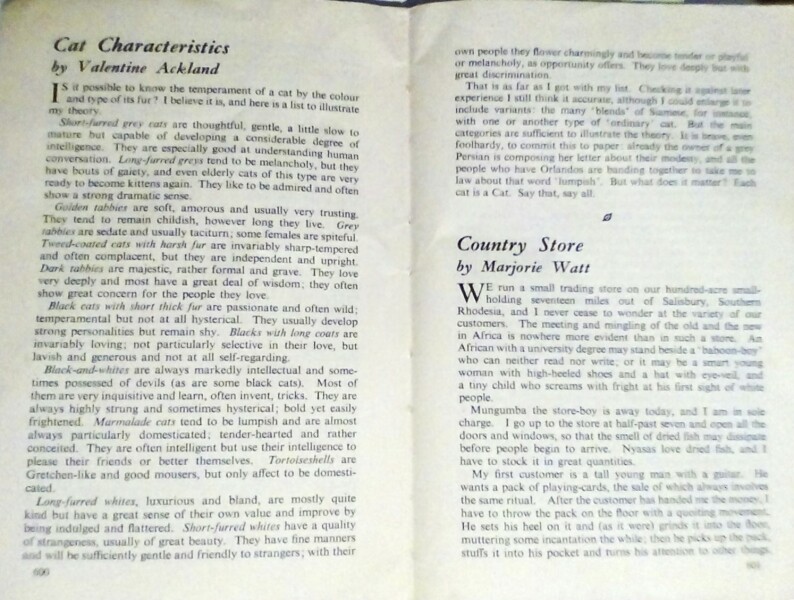 Cat Characteristics
by Valentine Ackland
IS it possible to know the temperament of a cat by the colour
and type of its fur? I believe it is, and here is a list to illustrate
my theory.
Short-furred grey cats are thoughtful, gentle, a little slow to
mature but capable of developing a considerable degree of
intelligence. They are especially good at understanding human
conversation. Long-furred greys tend to be melancholy, but they
have bouts of gaiety, and even elderly cats of this type are very
ready to become kittens again. They like to be admired and often
show a strong dramatic sense.
Golden tabbies are soft, amorous and usually very trusting.
They tend to remain childish, however long they live. Grey
tabbies are sedate and usually taciturn; some females are spiteful.
Tweed-coated cats with harsh fur are invariably sharp-tempered
and often complacent, but they are independent and upright.
Dark tabbies are majestic, rather formal and grave. They love
very deeply and most have a great deal of wisdom; they often
show great concern for the people they love.
Black cats with short thick fur are passionate and often wild;
temperamental but not at all hysterical. They usually develop
strong personalities but remain shy. Blacks with long coats are
invariably loving; not particularly selective in their love, but
lavish and generous and not at all self-regarding.
Black-and-whites are always markedly intellectual and some-
times possessed of devils (as are some black cats). Most of
them are very inquisitive and learn, often invent, tricks. They are
always highly strung and sometimes hysterical; bold yet easily
frightened. Marmalade cats tend to be lumpish and are almost
always particularly domesticated; tender-hearted and rather
conceited. They are often intelligent but use their intelligence to
please their friends or better themselves. Tortoiseshells are
Gretchen-like and good mousers, but only affect to be domesti-
cated.
Long-furred whites, luxurious and bland, are mostly quite
kind but have a great sense of their own value and improve by
being indulged and flattered. Short-furred whites have a quality
of strangeness, usually of great beauty. They have fine manners
and will be sufficiently gentle and friendly to strangers; with their
600
own people they flower charmingly and become tender or playful
or melancholy, as opportunity offers. They love deeply but with
great discrimination.
That is as far as I got with my list. Checking it against later
experience I still think it accurate, although I could enlarge it to
include variants: the many 'blends' of Siamese, for instance,
with one or another type of 'ordinary' cat. But the main
categories are sufficient to illustrate the theory. It is brave, even
foolhardy, to commit this to paper: already the owner of a grey
Persian is composing her letter about their modesty, and all the
people who have Orlandos are banding together to take me to
law about that word 'lumpish'. But what does it matter? Each
cat is a Cat. Say that, say all.
Country Store
by Marjorie Watt
WE run a small trading store on our hundred-acre small-
holding seventeen miles out of Salisbury, Southern
Rhodesia, and I never cease to wonder at the variety of our
customers. The meeting and mingling of the old and the new
in Africa is nowhere more evident than in such a store. An
African with a university degree may stand beside a 'baboon-boy'
who can neither read nor write; or it may be a smart young
woman with high-heeled shoes and a hat with eye-veil, and
a tiny child who screams with fright at his first sight of white
people.
Mungumba the store-boy is away today, and I am in sole
charge. I go up to the store at half-past seven and open all the
doors and windows, so that the smell of dried fish may dissipate
before people begin to arrive. Nyasas love dried fish, and I
have to stock it in great quantities.
My first customer is a tall young man with a guitar. He
wants a pack of playing-cards, the sale of which always involves
the same ritual. After the customer has handed me the money, I
have to throw the pack on the floor with a quoiting movement.
He sets his heel on it and (as it were) grinds it into the floor,
muttering some incantation the while; then he picks up the pack,
stuffs it into his pocket and turns his attention to other things.
601